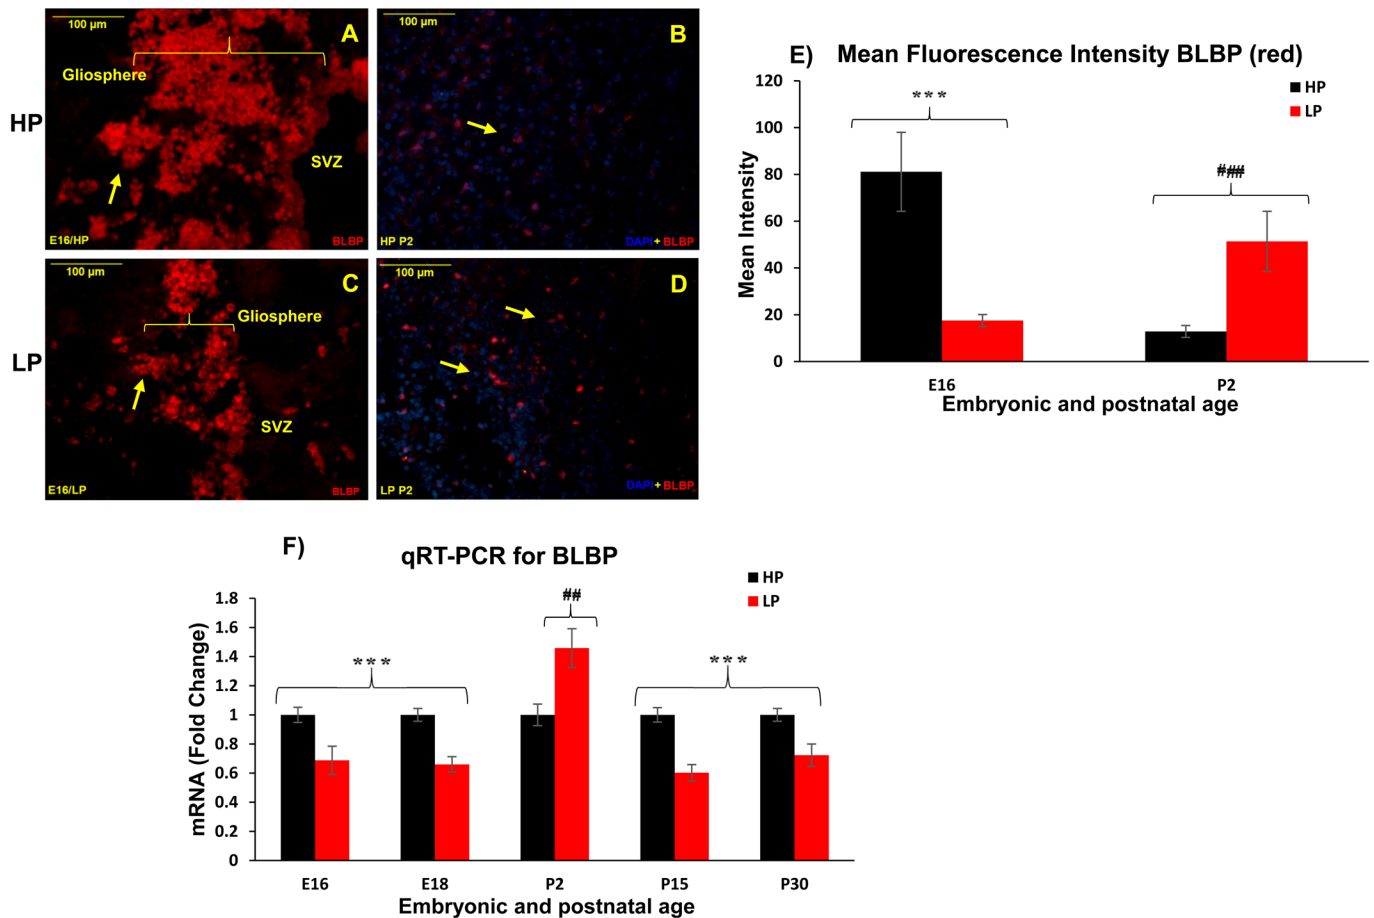 100 µm
A
Gliosphere
SVZ
E16/HP
BLBP
100 µm
B
HP P2
DAPI+BLBP
HP
100 µm
C
Gliosphere
SVZ
E16/LP
BLBP
100 µm
D
LP P2
DAPI+BLBP
LP
E)
Mean Fluorescence Intensity BLBP (red)
HP
LP
***
###
Mean Intensity
120
100
80
60
40
20
0
E16
P2
Embryonic and postnatal age
F)
qRT-PCR for BLBP
HP
LP
***
##
***
mRNA (Fold Change)
1.8
1.6
1.4
1.2
1
0.8
0.6
0.4
0.2
0
E16
E18
P2
P15
P30
Embryonic and postnatal age